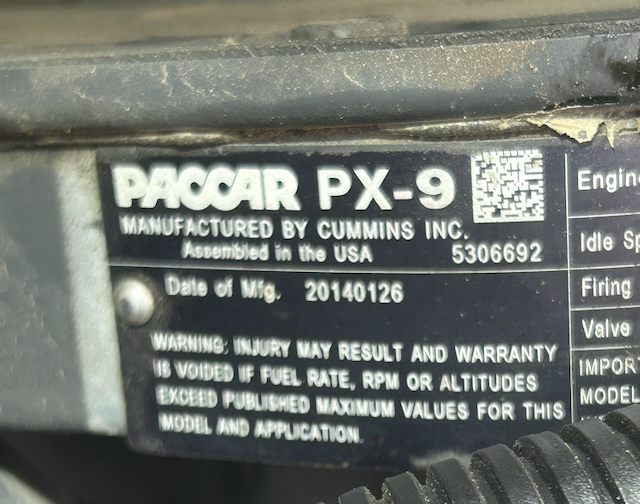 PACCAR PX-9
MANUFACTURED BY CUMMINS INC.
Assembled in the USA 5306692
Date of Mfg. 20140126
WARNING: INJURY MAY RESULT AND WARRANTY
IS VOIDED IF FUEL RATE, RPM OR ALTITUDES
EXCEED PUBLISHED MAXIMUM VALUES FOR THIS
MODEL AND APPLICATION.
Engin
Idle Sp
Firing
Valve
IMPORT
MODEL